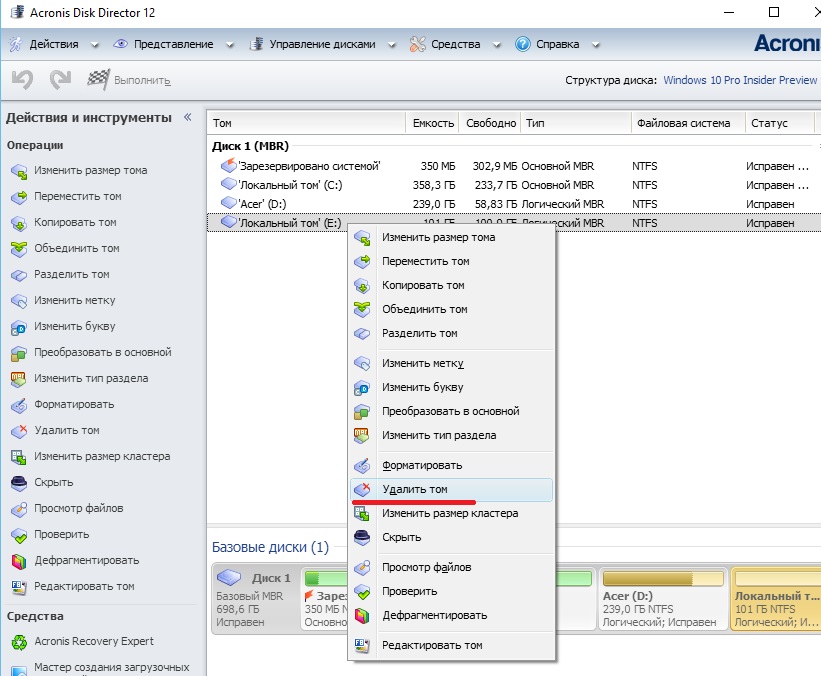 Acronis Disk Director 12
Действия Представление Управление дисками Средства Справка Acroni
Выполнить Структура диска: Windows 10 Pro Insider Preview
Действия и инструменты «
Операции
Изменить размер тома
Переместить том
Копировать том
Объединить том
Разделить том
Изменить метку
Изменить букву
Преобразовать в основной
Изменить тип раздела
Форматировать
Удалить том
Изменить размер кластера
Скрыть
Просмотр файлов
Проверить
Дефрагментировать
Редактировать том
Средства
Acronis Recovery Expert
Мастер создания загрузочных
Том Емкость Свободно Тип Файловая система Статус
Диск 1 (MBR)
'Зарезервировано системой' 350 МБ 302,9 МБ Основной MBR NTFS Исправен ...
'Локальный том' (C:) 358,3 ГБ 233,7 ГБ Основной MBR NTFS Исправен ...
'Acer' (D:) 239,0 ГБ 58,83 ГБ Логический MBR NTFS Исправен
'Локальный том' (E:) 101 ГБ 100,9 ГБ Логический MBR NTFS Исправен
Изменить размер тома
Переместить том
Копировать том
Объединить том
Разделить том
Изменить метку
Изменить букву
Преобразовать в основной
Изменить тип раздела
Форматировать
Удалить том
Изменить размер кластера
Скрыть
Просмотр файлов
Проверить
Дефрагментировать
Редактировать том
Базовые диски (1)
Диск 1
Базовый MBR
698,6 ГБ
Исправен
Заре
350 МБ
Основно
Acer (D:)
239,0 ГБ NTFS
Логический; Исправен
Локальный т...
101 ГБ NTFS
Логический; И...